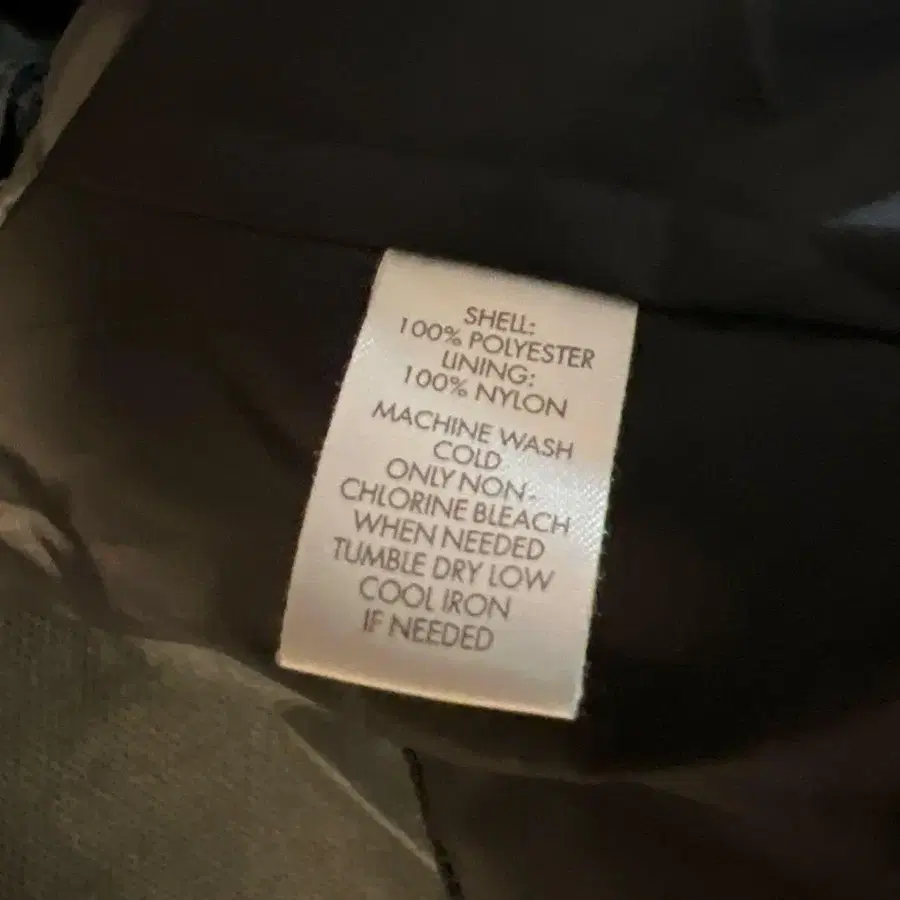 SHELL:
100% POLYESTER
LINING:
100% NYLON
MACHINE WASH
COLD
ONLY NON-
CHLORINE BLEACH
WHEN NEEDED
TUMBLE DRY LOW
COOL IRON
IF NEEDED